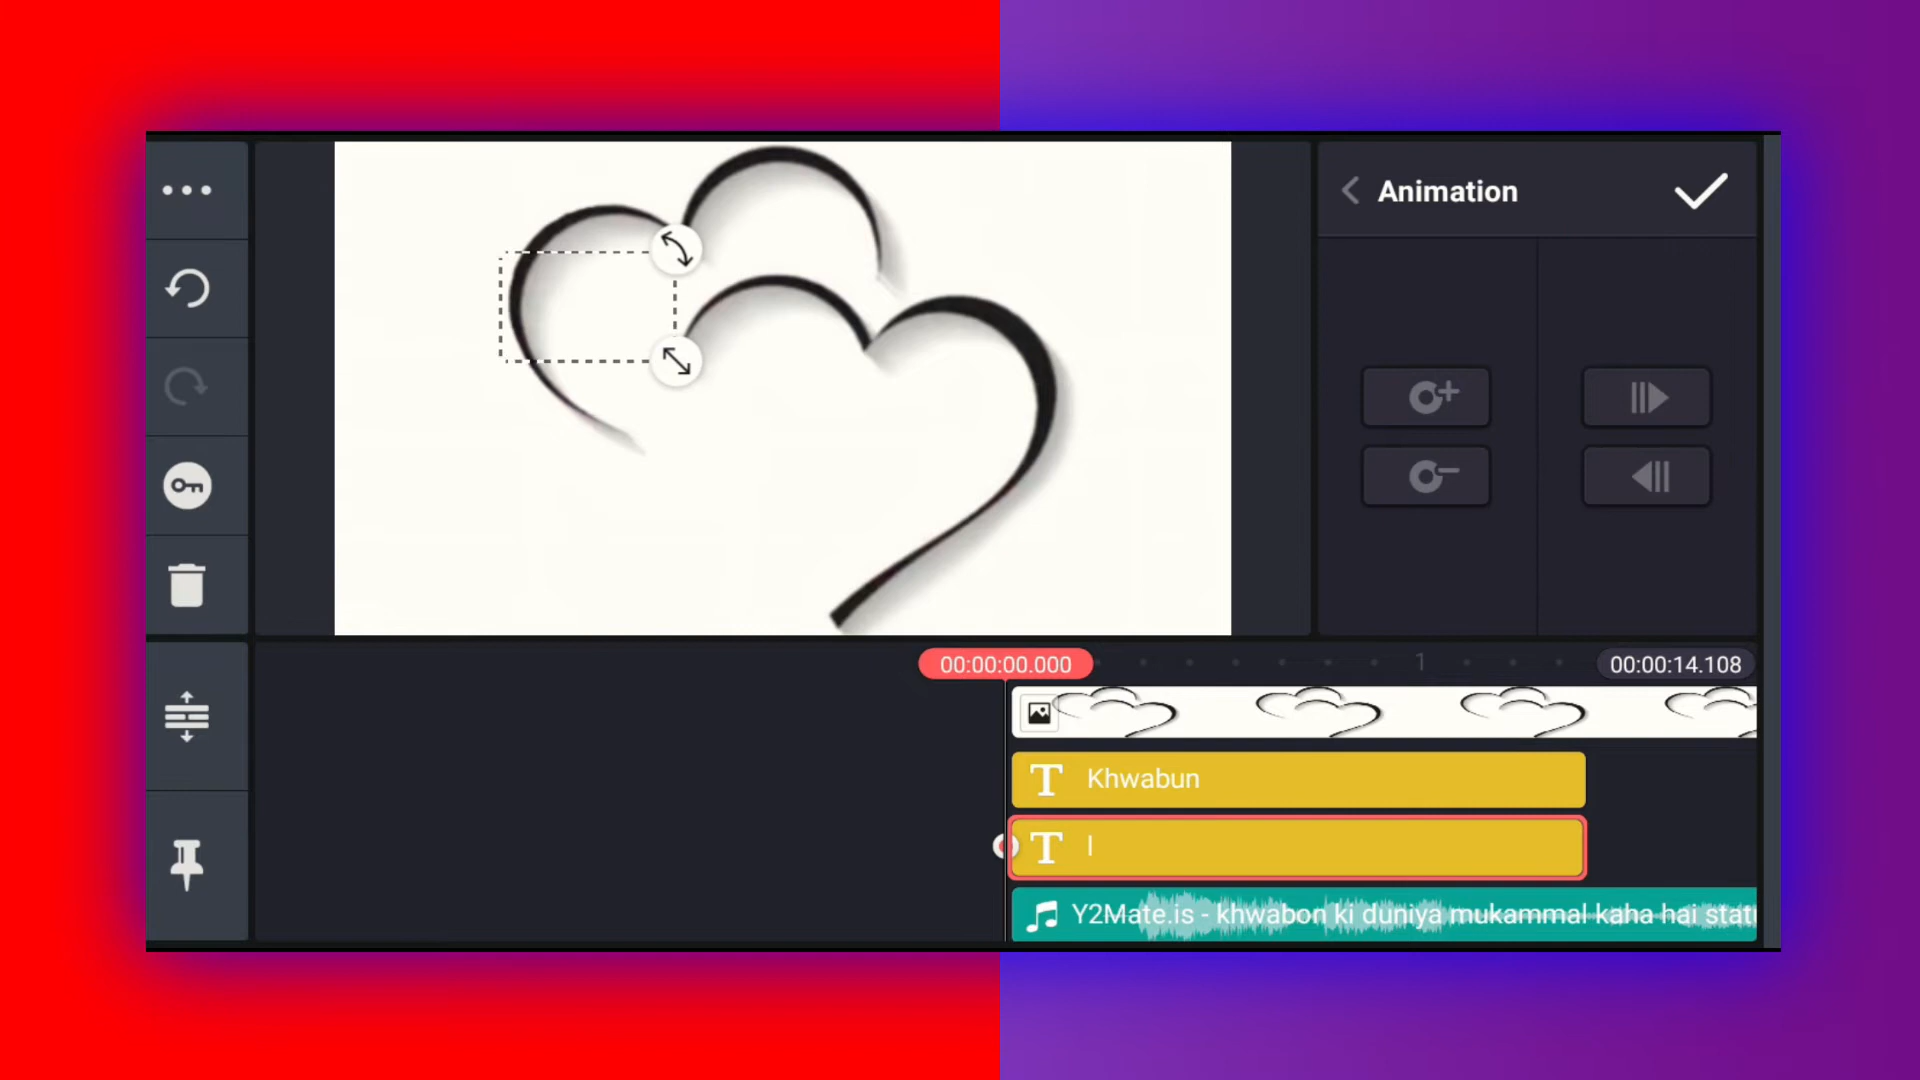 Animation
00:00:00.000
1
00:00:14.108
T Khwabun
T |
Y2Mate.is - khwabon ki duniya mukammal kaha hai stat